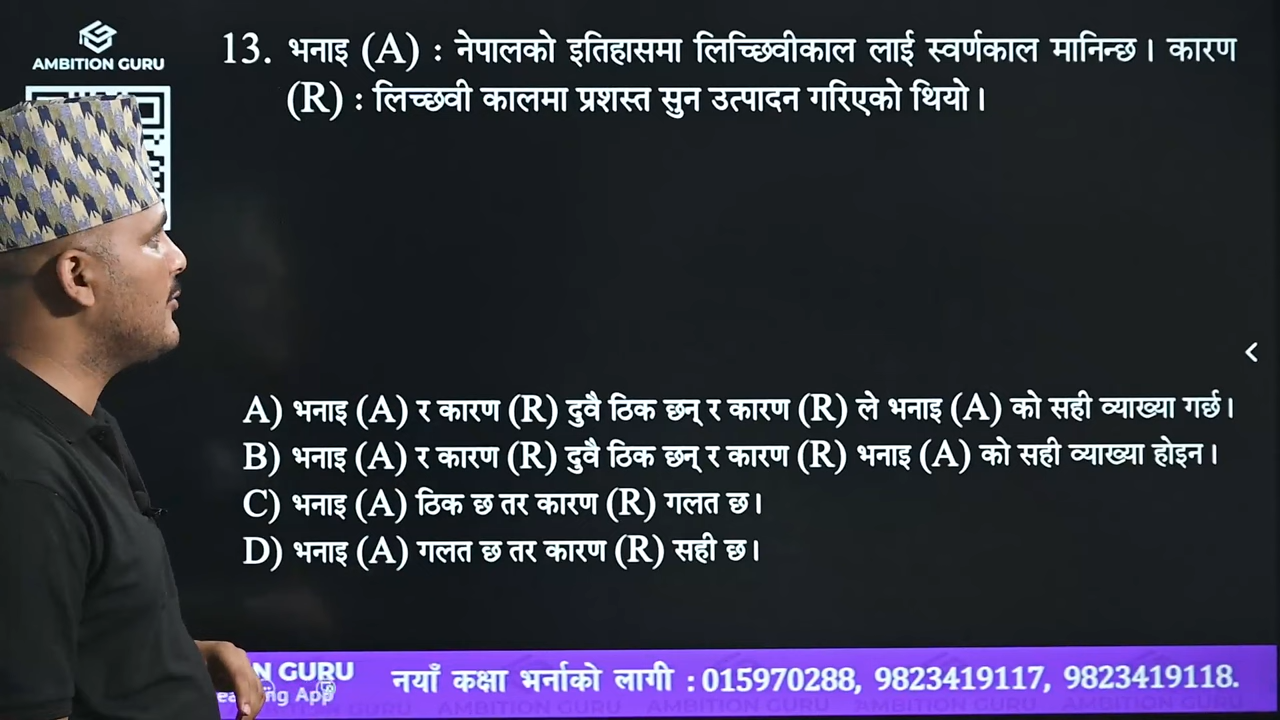 AMBITION GURU
13. भनाइ (A) : नेपालको इतिहासमा लिच्छिवीकाल लाई स्वर्णकाल मानिन्छ। कारण
(R) : लिच्छवी कालमा प्रशस्त सुन उत्पादन गरिएको थियो।
A) भनाइ (A) र कारण (R) दुवै ठिक छन् र कारण (R) ले भनाइ (A) को सही व्याख्या गर्छ।
B) भनाइ (A) र कारण (R) दुवै ठिक छन् र कारण (R) भनाइ (A) को सही व्याख्या होइन।
C) भनाइ (A) ठिक छ तर कारण (R) गलत छ।
D) भनाइ (A) गलत छ तर कारण (R) सही छ।
N GURU
App
नयाँ कक्षा भर्नाको लागी : 015970288, 9823419117, 9823419118.